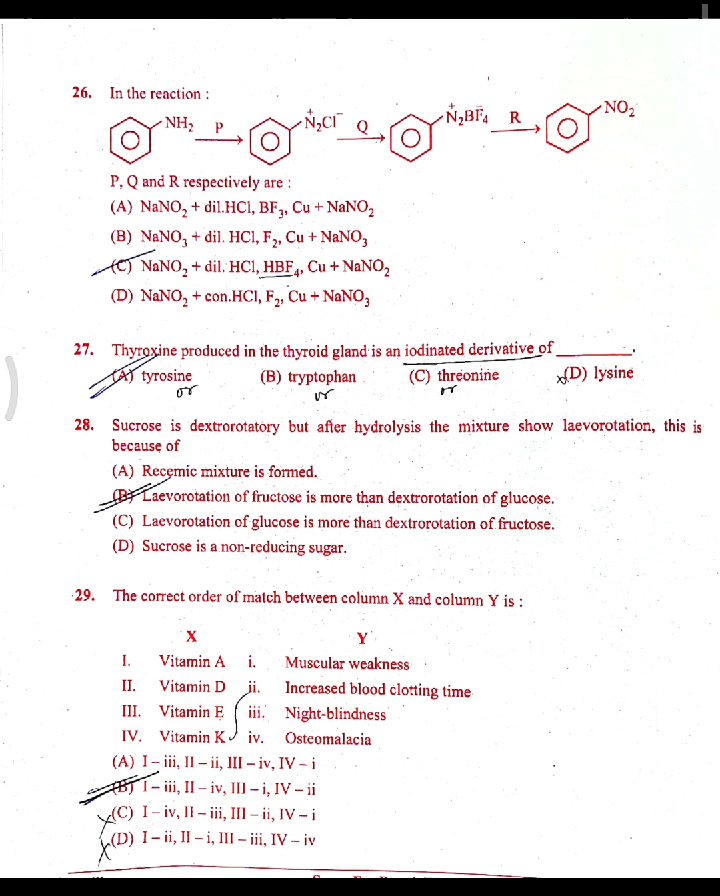 26. In the reaction :
NH₂ P N₂⁺Cl⁻ Q N₂⁺BF₄⁻ R NO₂
P, Q and R respectively are :
(A) NaNO₂ + dil.HCl, BF₃, Cu + NaNO₂
(B) NaNO₃ + dil. HCl, F₂, Cu + NaNO₃
(C) NaNO₂ + dil. HCl, HBF₄, Cu + NaNO₂
(D) NaNO₂ + con.HCl, F₂, Cu + NaNO₃
27. Thyroxine produced in the thyroid gland is an iodinated derivative of ________.
(A) tyrosine (B) tryptophan (C) threonine (D) lysine
or or or
28. Sucrose is dextrorotatory but after hydrolysis the mixture show laevorotation, this is
because of
(A) Recemic mixture is formed.
(B) Laevorotation of fructose is more than dextrorotation of glucose.
(C) Laevorotation of glucose is more than dextrorotation of fructose.
(D) Sucrose is a non-reducing sugar.
29. The correct order of match between column X and column Y is :
X Y
I. Vitamin A i. Muscular weakness
II. Vitamin D ii. Increased blood clotting time
III. Vitamin E iii. Night-blindness
IV. Vitamin K iv. Osteomalacia
(A) I – iii, II – ii, III – iv, IV – i
(B) I – iii, II – iv, III – i, IV – ii
(C) I – iv, II – iii, III – ii, IV – i
(D) I – ii, II – i, III – iii, IV – iv